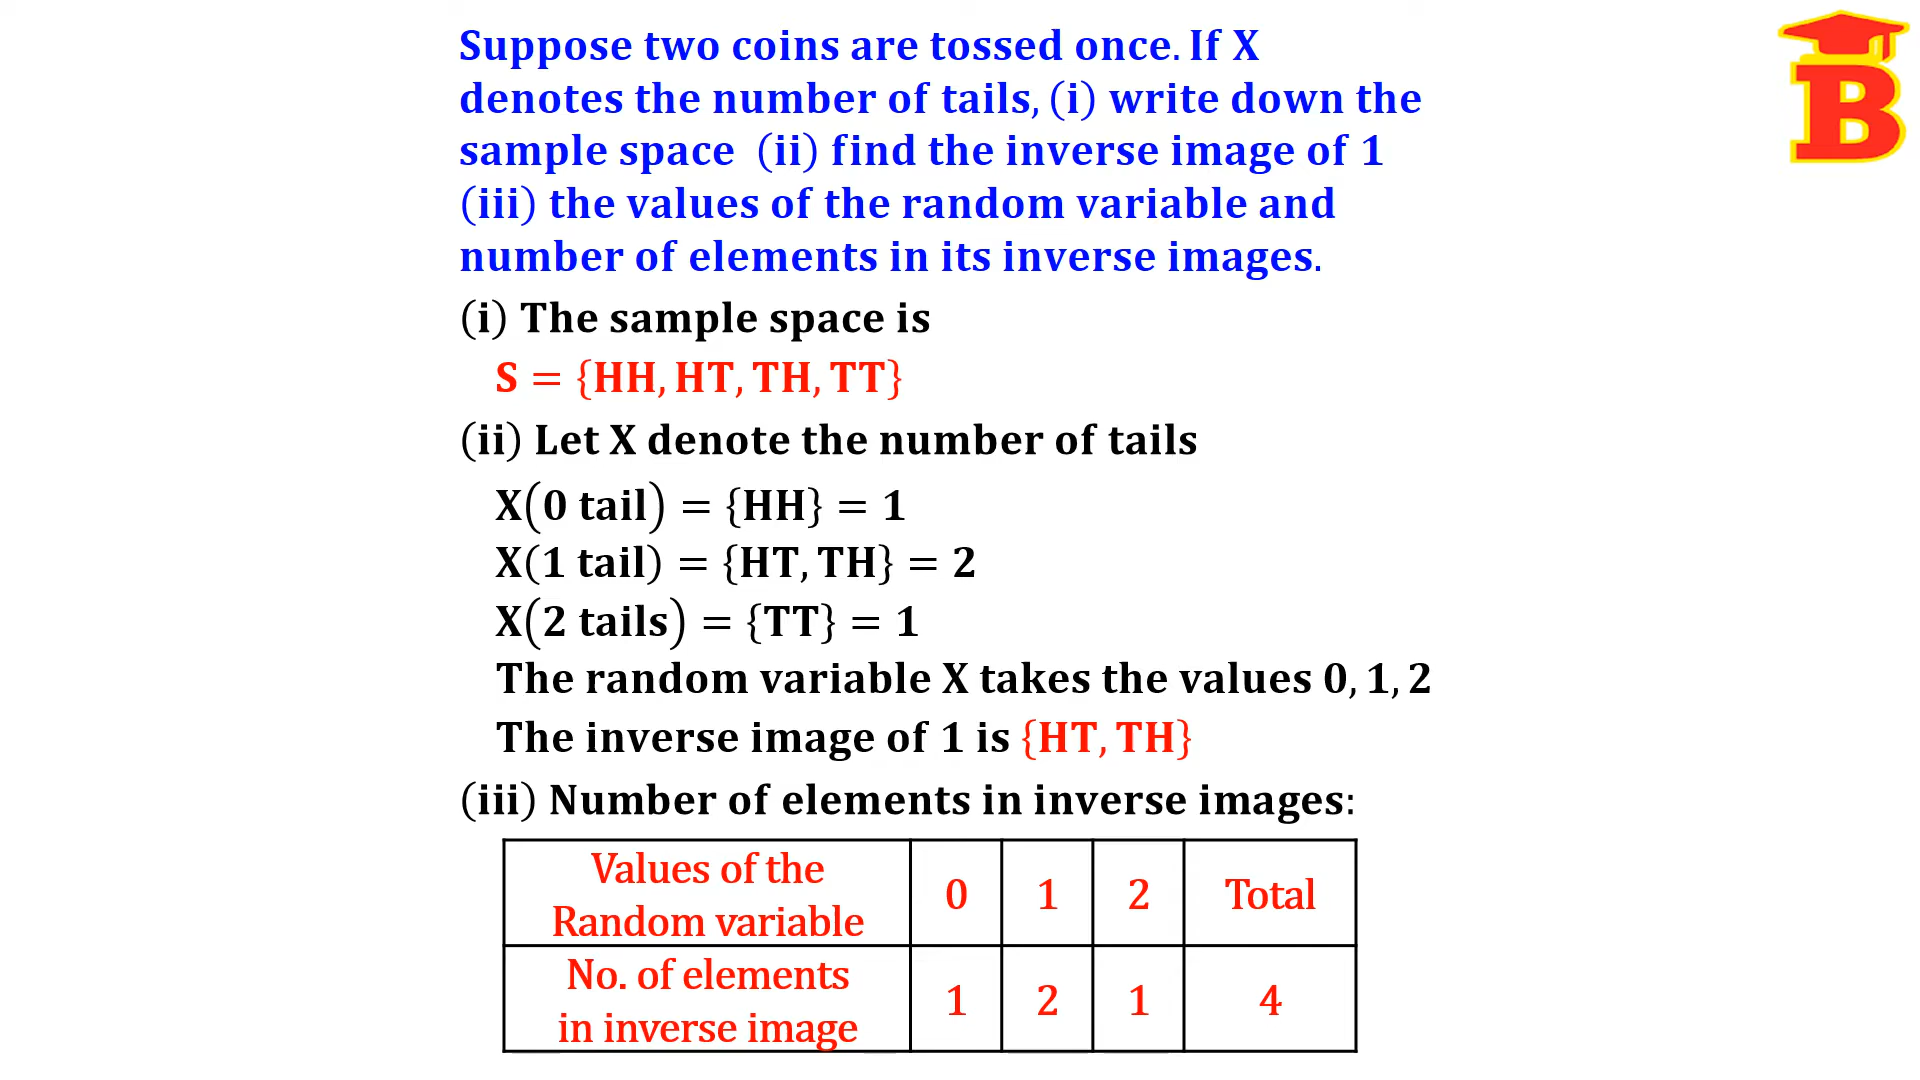 Suppose two coins are tossed once. If X
denotes the number of tails, (i) write down the
sample space (ii) find the inverse image of 1
(iii) the values of the random variable and
number of elements in its inverse images.
(i) The sample space is
S = {HH, HT, TH, TT}
(ii) Let X denote the number of tails
X(0 tail) = {HH} = 1
X(1 tail) = {HT, TH} = 2
X(2 tails) = {TT} = 1
The random variable X takes the values 0, 1, 2
The inverse image of 1 is {HT, TH}
(iii) Number of elements in inverse images:
Values of the
Random variable
0
1
2
Total
No. of elements
in inverse image
1
2
1
4
B